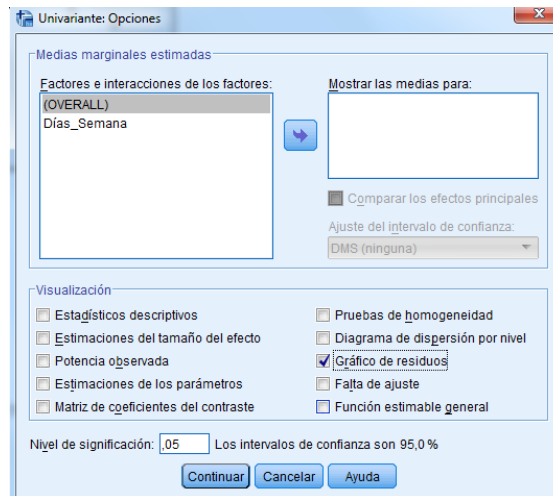 Univariante: Opciones
Medias marginales estimadas
Factores e interacciones de los factores:
(OVERALL)
Días_Semana
Mostrar las medias para:
Comparar los efectos principales
Ajuste del intervalo de confianza:
DMS (ninguna)
Visualización
Estadísticos descriptivos
Pruebas de homogeneidad
Estimaciones del tamaño del efecto
Diagrama de dispersión por nivel
Potencia observada
Gráfico de residuos
Estimaciones de los parámetros
Falta de ajuste
Matriz de coeficientes del contraste
Función estimable general
Nivel de significación: ,05 Los intervalos de confianza son 95,0 %
Continuar Cancelar Ayuda